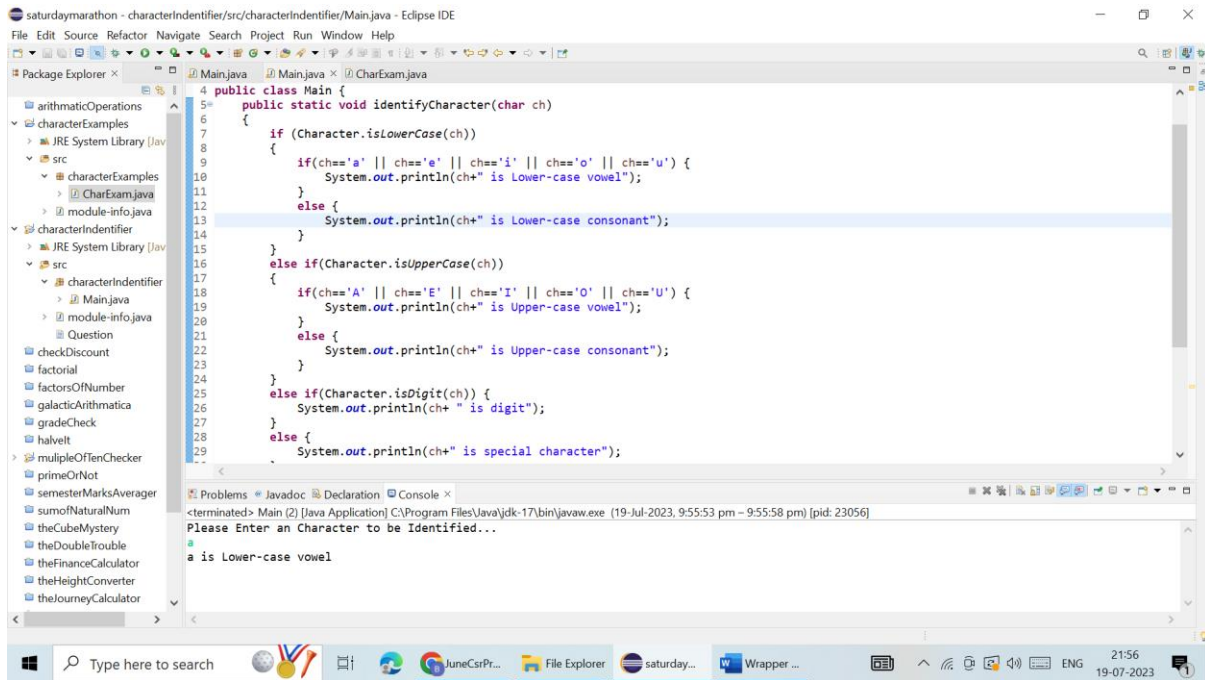 saturdaymarathon - characterIndentifier/src/characterIndentifier/Main.java - Eclipse IDE
File Edit Source Refactor Navigate Search Project Run Window Help
Package Explorer
arithmaticOperations
characterExamples
JRE System Library [Jav
src
characterExamples
CharExam.java
module-info.java
characterIndentifier
JRE System Library [Jav
src
characterIndentifier
Main.java
module-info.java
Question
checkDiscount
factorial
factorsOfNumber
galacticArithmatica
gradeCheck
halveIt
mulipleOfTenChecker
primeOrNot
semesterMarksAverager
sumofNaturalNum
theCubeMystery
theDoubleTrouble
theFinanceCalculator
theHeightConverter
theJourneyCalculator
Main.java Main.java CharExam.java
4 public class Main {
5 public static void identifyCharacter(char ch)
6 {
7 if (Character.isLowerCase(ch))
8 {
9 if(ch=='a' || ch=='e' || ch=='i' || ch=='o' || ch=='u') {
10 System.out.println(ch+" is Lower-case vowel");
11 }
12 else {
13 System.out.println(ch+" is Lower-case consonant");
14 }
15 }
16 else if(Character.isUpperCase(ch))
17 {
18 if(ch=='A' || ch=='E' || ch=='I' || ch=='O' || ch=='U') {
19 System.out.println(ch+" is Upper-case vowel");
20 }
21 else {
22 System.out.println(ch+" is Upper-case consonant");
23 }
24 }
25 else if(Character.isDigit(ch)) {
26 System.out.println(ch+ " is digit");
27 }
28 else {
29 System.out.println(ch+" is special character");
Problems Javadoc Declaration Console
<terminated> Main (2) [Java Application] C:\Program Files\Java\jdk-17\bin\javaw.exe (19-Jul-2023, 9:55:53 pm – 9:55:58 pm) [pid: 23056]
Please Enter an Character to be Identified...
a
a is Lower-case vowel
Type here to search
JuneCsrPr... File Explorer saturday... Wrapper ...
ENG
21:56
19-07-2023